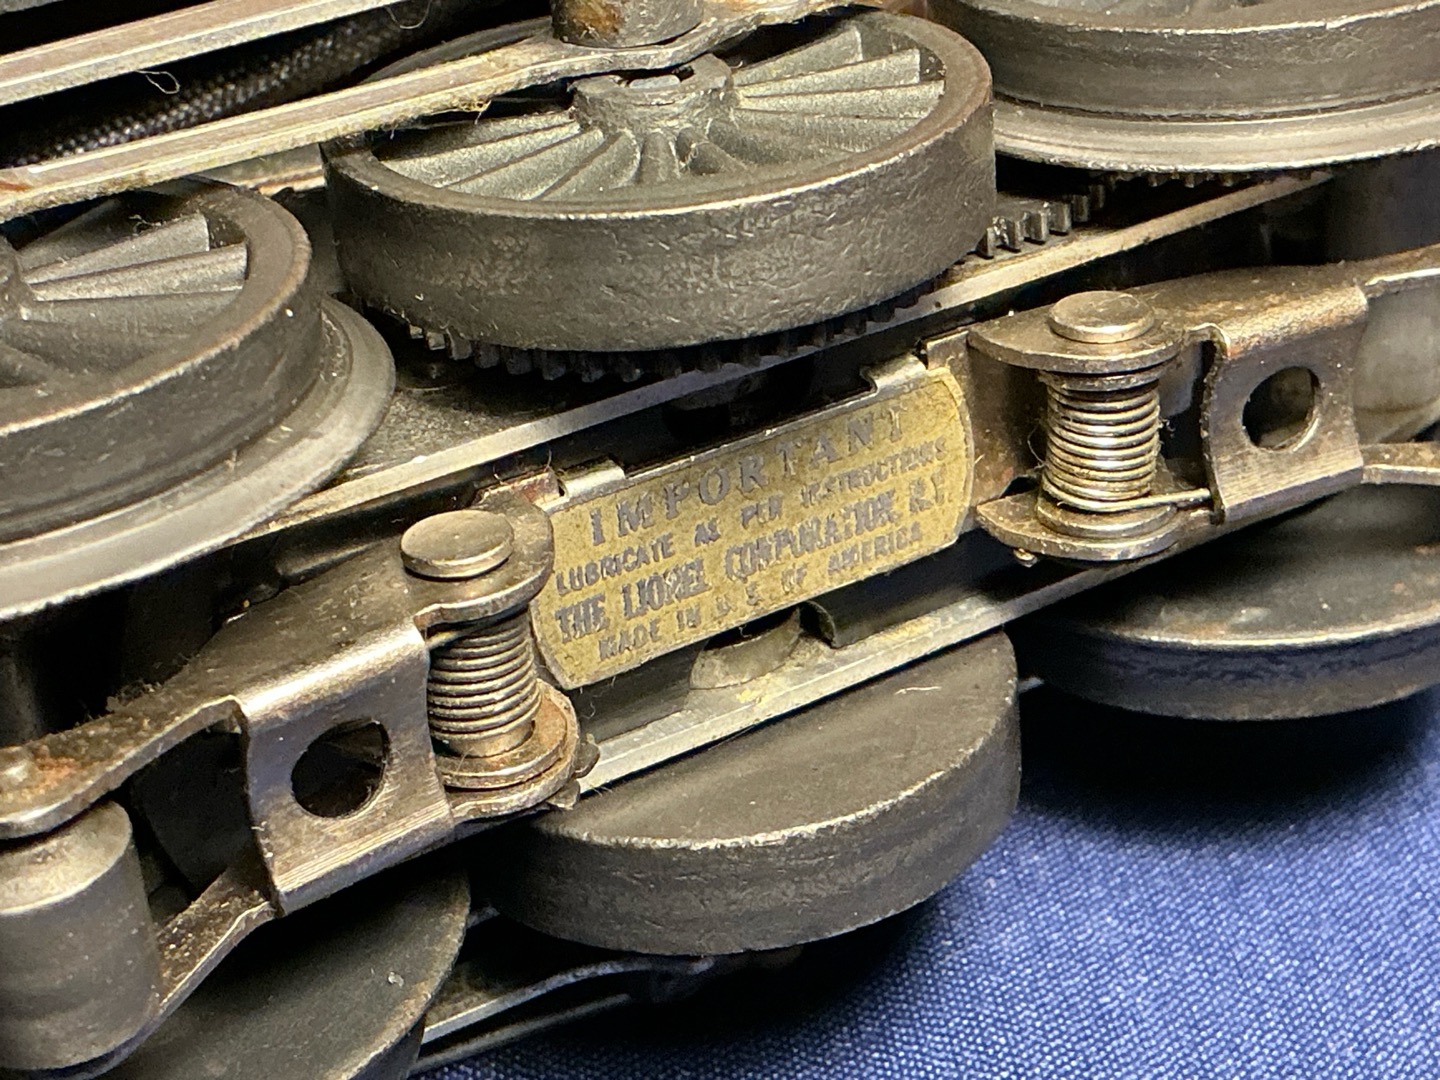 IMPORTANT
LUBRICATE AS PER INSTRUCTIONS
THE LIONEL CORPORATION, N.Y.
MADE IN U.S. OF AMERICA